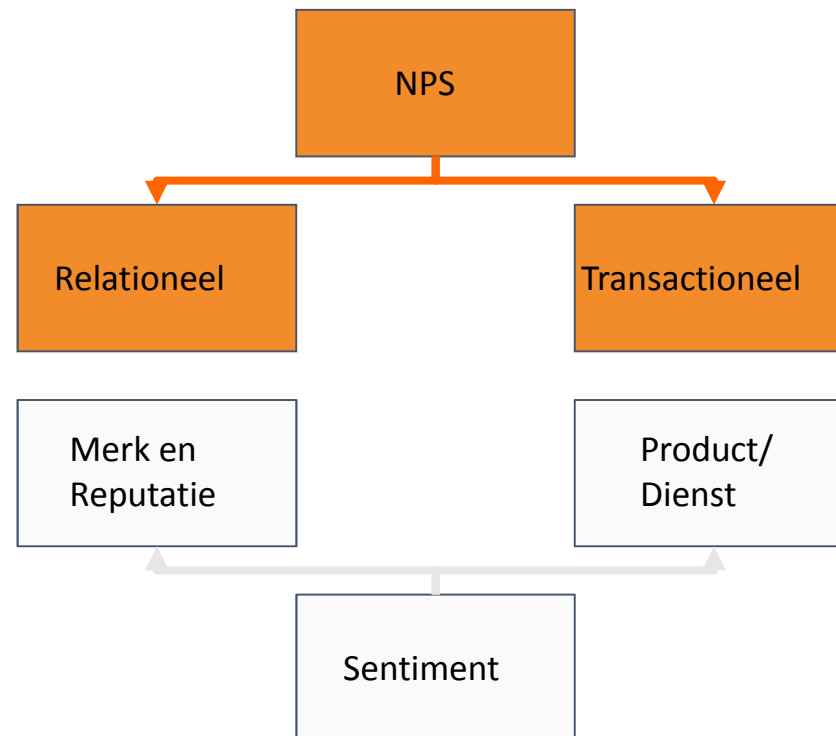 NPS
Relationeel
Transactioneel
Merk en
Reputatie
Product/
Dienst
Sentiment